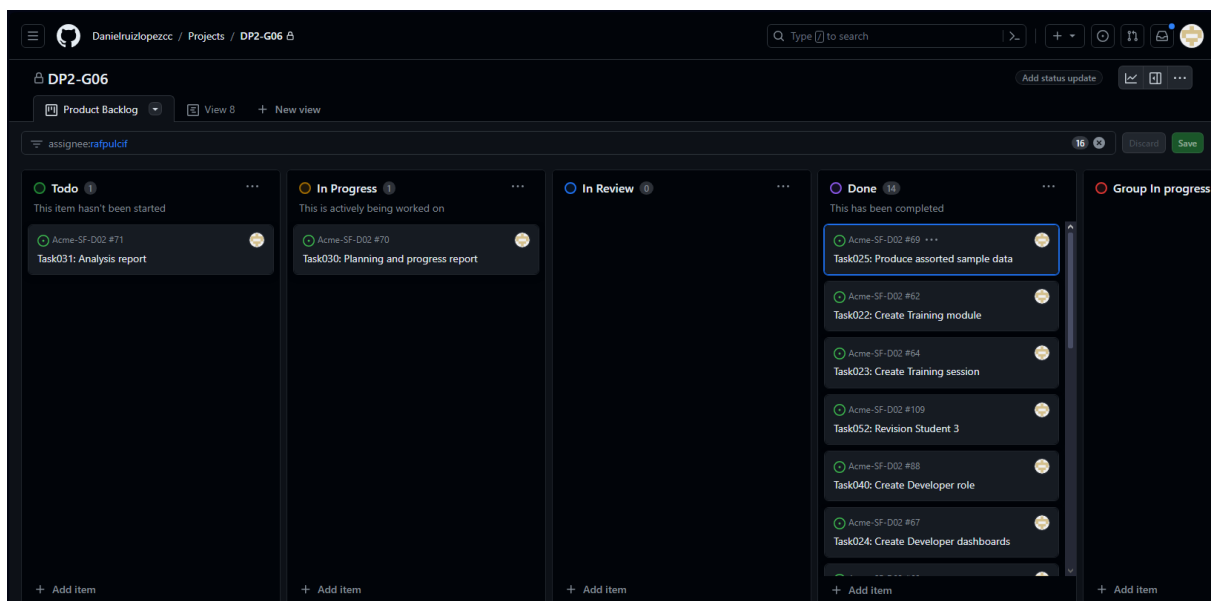 Danielruizlopezcc / Projects / DP2-G06
Type / to search
DP2-G06
Add status update
Product Backlog
View 8
+ New view
assignee:rafpulcif
16
Discard
Save
Todo 1
This item hasn't been started
Acme-SF-D02 #71
Task031: Analysis report
+ Add item
In Progress 1
This is actively being worked on
Acme-SF-D02 #70
Task030: Planning and progress report
+ Add item
In Review 0
+ Add item
Done 14
This has been completed
Acme-SF-D02 #69
Task025: Produce assorted sample data
Acme-SF-D02 #62
Task022: Create Training module
Acme-SF-D02 #64
Task023: Create Training session
Acme-SF-D02 #109
Task052: Revision Student 3
Acme-SF-D02 #88
Task040: Create Developer role
Acme-SF-D02 #67
Task024: Create Developer dashboards
+ Add item
Group In progress
+ Add item